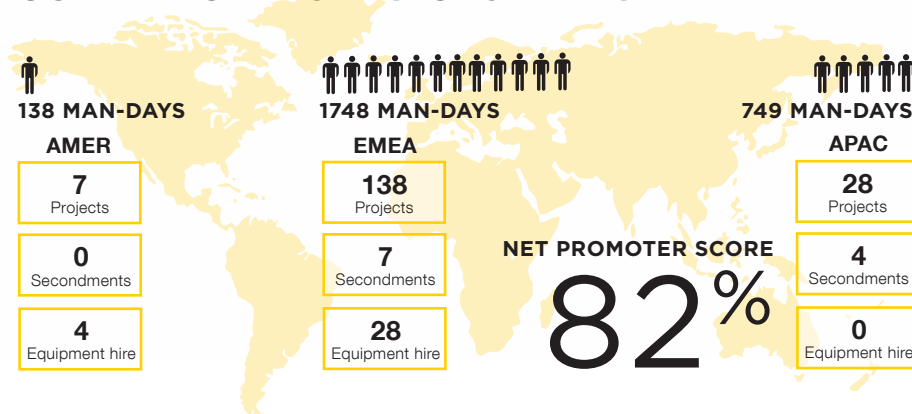 138 MAN-DAYS
AMER
7
Projects
0
Secondments
4
Equipment hire
1748 MAN-DAYS
EMEA
138
Projects
7
Secondments
28
Equipment hire
NET PROMOTER SCORE
82%
749 MAN-DAYS
APAC
28
Projects
4
Secondments
0
Equipment hire